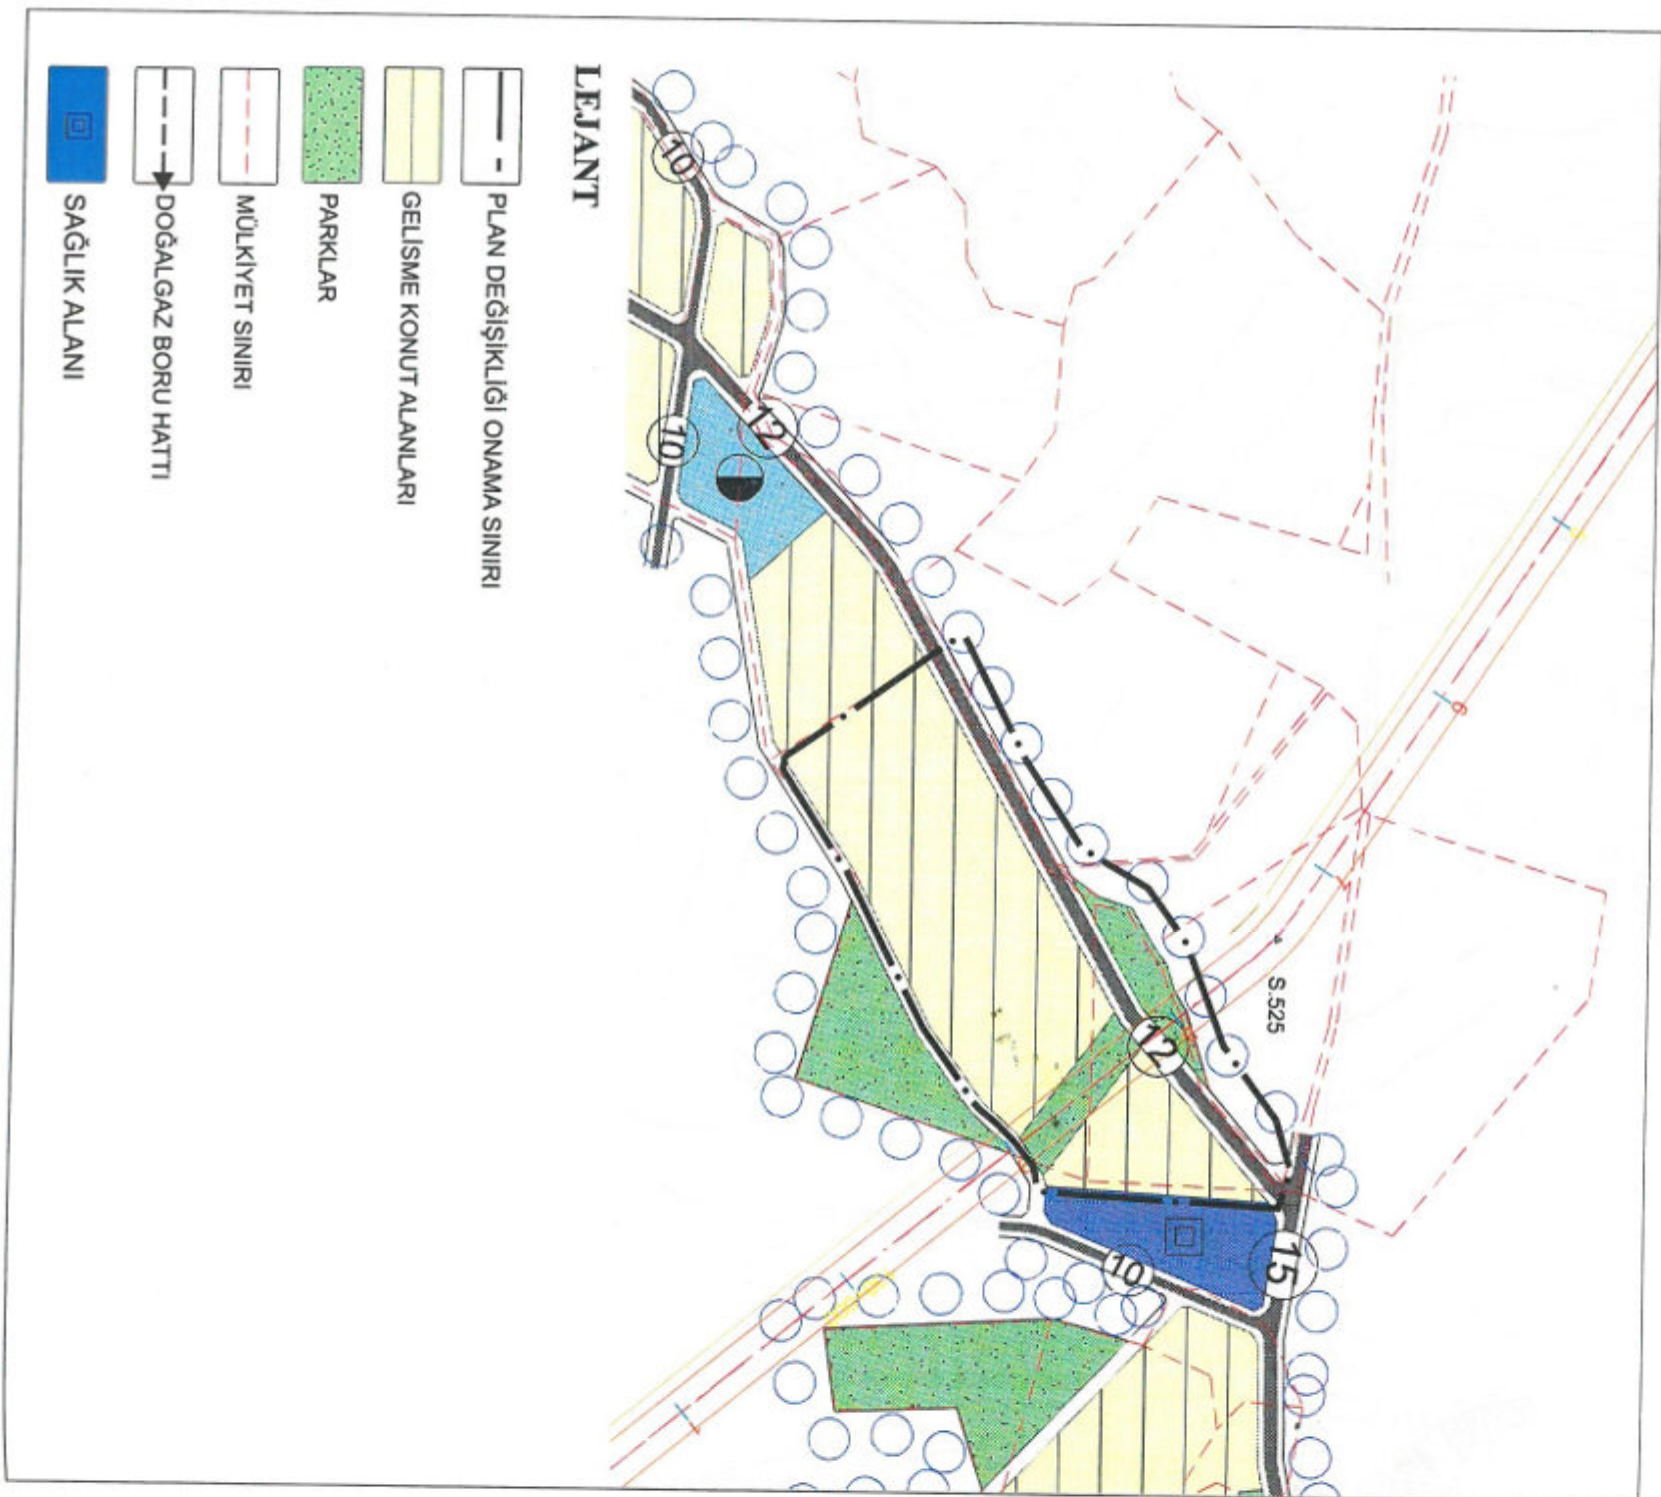 LEJANT
PLAN DEĞİŞİKLİĞİ ONAMA SINIRI
GELİSME KONUT ALANLARI
PARKLAR
MÜLKİYET SINIRI
DOĞALGAZ BORU HATTI
SAĞLIK ALANI
10
12
10
12
S.525
15
10